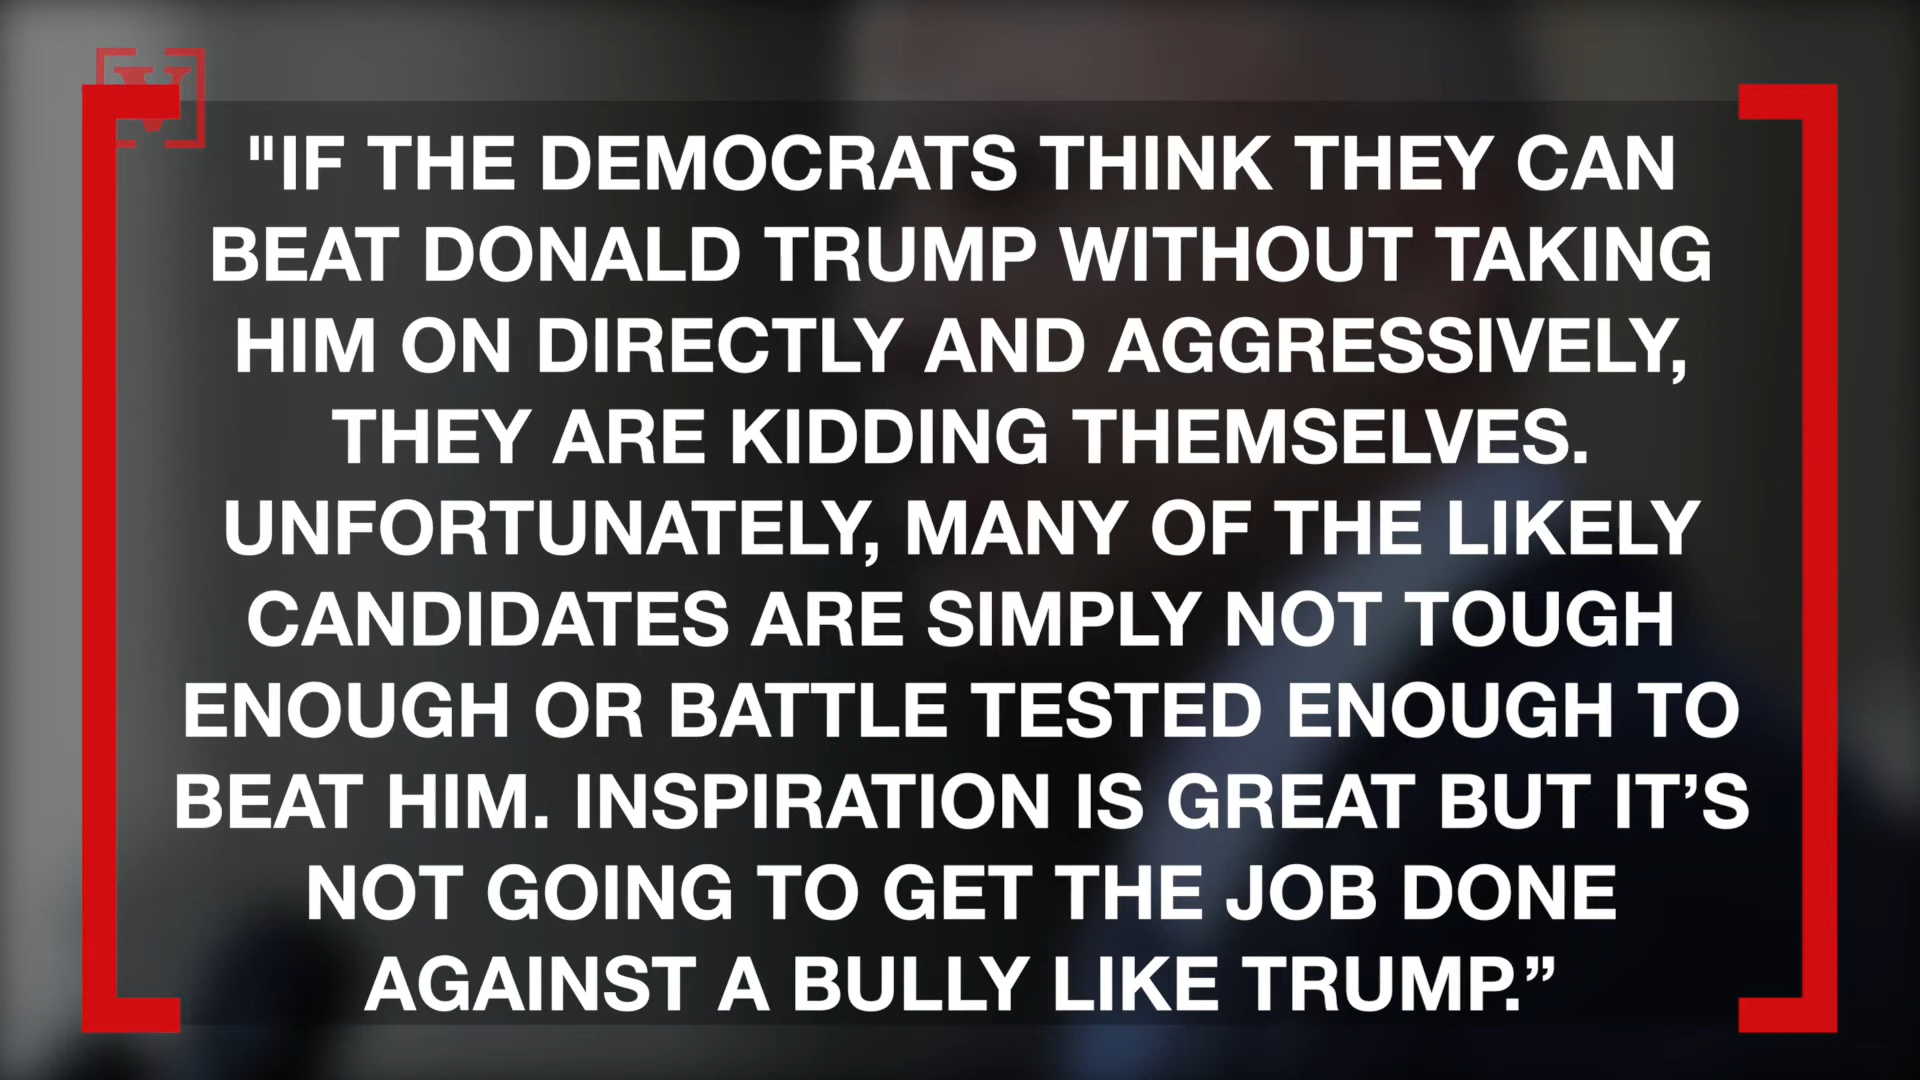 "IF THE DEMOCRATS THINK THEY CAN
BEAT DONALD TRUMP WITHOUT TAKING
HIM ON DIRECTLY AND AGGRESSIVELY,
THEY ARE KIDDING THEMSELVES.
UNFORTUNATELY, MANY OF THE LIKELY
CANDIDATES ARE SIMPLY NOT TOUGH
ENOUGH OR BATTLE TESTED ENOUGH TO
BEAT HIM. INSPIRATION IS GREAT BUT IT’S
NOT GOING TO GET THE JOB DONE
AGAINST A BULLY LIKE TRUMP.”